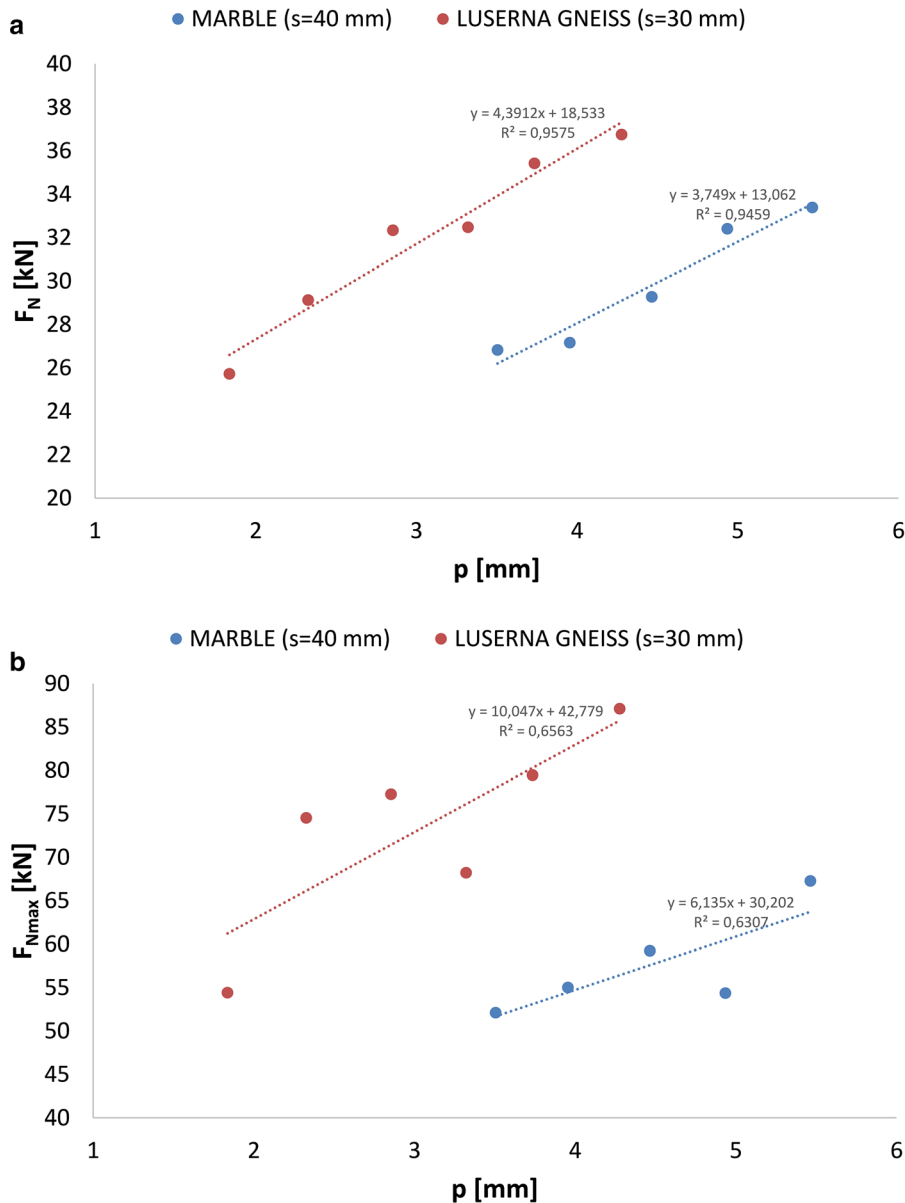 a
MARBLE (s=40 mm) LUSERNA GNEISS (s=30 mm)
40
38
36
34
32
30
28
26
24
22
20
F_N [kN]
y = 4,3912x + 18,533
R² = 0,9575
y = 3,749x + 13,062
R² = 0,9459
1 2 3 4 5 6
p [mm]
b
MARBLE (s=40 mm) LUSERNA GNEISS (s=30 mm)
90
85
80
75
70
65
60
55
50
45
40
F_Nmax [kN]
y = 10,047x + 42,779
R² = 0,6563
y = 6,135x + 30,202
R² = 0,6307
1 2 3 4 5 6
p [mm]